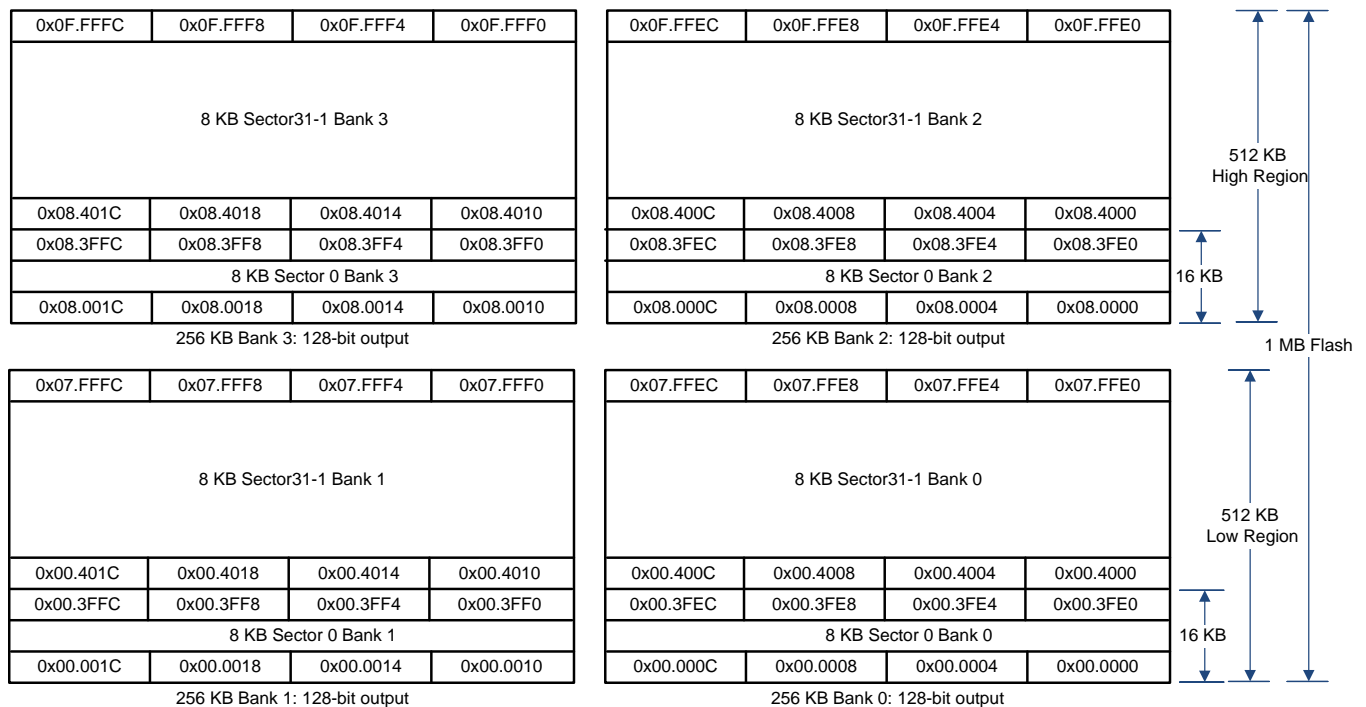 0x0F.FFFC 0x0F.FFF8 0x0F.FFF4 0x0F.FFF0
8 KB Sector31-1 Bank 3
0x08.401C 0x08.4018 0x08.4014 0x08.4010
0x08.3FFC 0x08.3FF8 0x08.3FF4 0x08.3FF0
8 KB Sector 0 Bank 3
0x08.001C 0x08.0018 0x08.0014 0x08.0010
256 KB Bank 3: 128-bit output
0x0F.FFEC 0x0F.FFE8 0x0F.FFE4 0x0F.FFE0
8 KB Sector31-1 Bank 2
0x08.400C 0x08.4008 0x08.4004 0x08.4000
0x08.3FEC 0x08.3FE8 0x08.3FE4 0x08.3FE0
8 KB Sector 0 Bank 2
0x08.000C 0x08.0008 0x08.0004 0x08.0000
256 KB Bank 2: 128-bit output
16 KB
512 KB
High Region
1 MB Flash
0x07.FFFC 0x07.FFF8 0x07.FFF4 0x07.FFF0
8 KB Sector31-1 Bank 1
0x00.401C 0x00.4018 0x00.4014 0x00.4010
0x00.3FFC 0x00.3FF8 0x00.3FF4 0x00.3FF0
8 KB Sector 0 Bank 1
0x00.001C 0x00.0018 0x00.0014 0x00.0010
256 KB Bank 1: 128-bit output
0x07.FFEC 0x07.FFE8 0x07.FFE4 0x07.FFE0
8 KB Sector31-1 Bank 0
0x00.400C 0x00.4008 0x00.4004 0x00.4000
0x00.3FEC 0x00.3FE8 0x00.3FE4 0x00.3FE0
8 KB Sector 0 Bank 0
0x00.000C 0x00.0008 0x00.0004 0x00.0000
256 KB Bank 0: 128-bit output
16 KB
512 KB
Low Region